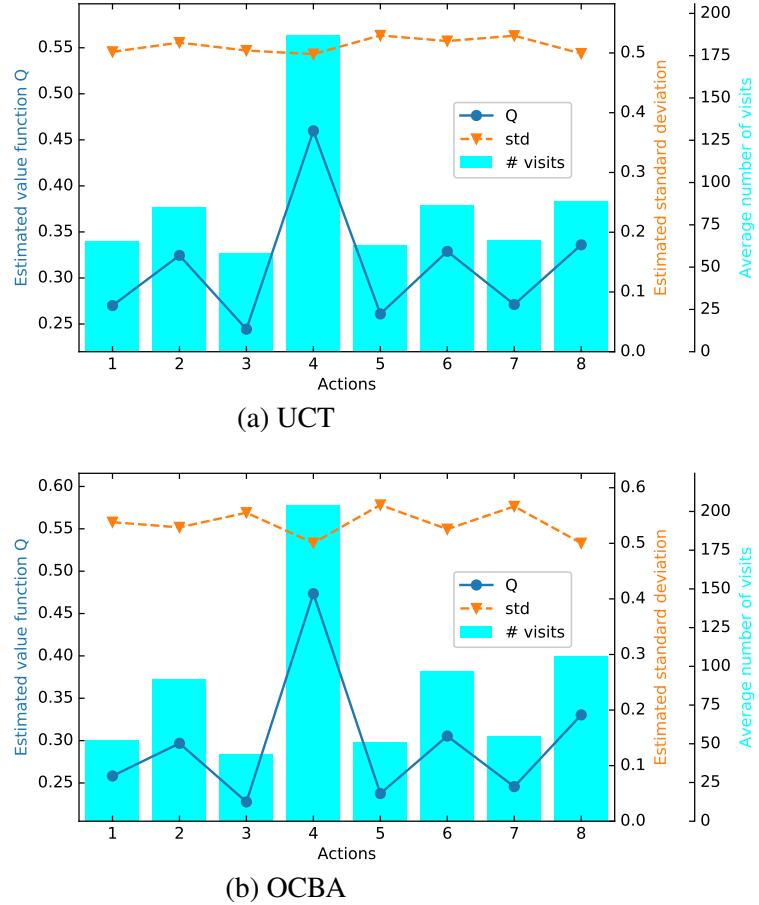 Estimated value function Q
0.55
0.50
0.45
0.40
0.35
0.30
0.25
Q
std
# visits
0.5
0.4
0.3
0.2
0.1
0.0
Estimated standard deviation
200
175
150
125
100
75
50
25
0
Average number of visits
1 2 3 4 5 6 7 8
Actions
(a) UCT
Estimated value function Q
0.60
0.55
0.50
0.45
0.40
0.35
0.30
0.25
Q
std
# visits
0.6
0.5
0.4
0.3
0.2
0.1
0.0
Estimated standard deviation
200
175
150
125
100
75
50
25
0
Average number of visits
1 2 3 4 5 6 7 8
Actions
(b) OCBA